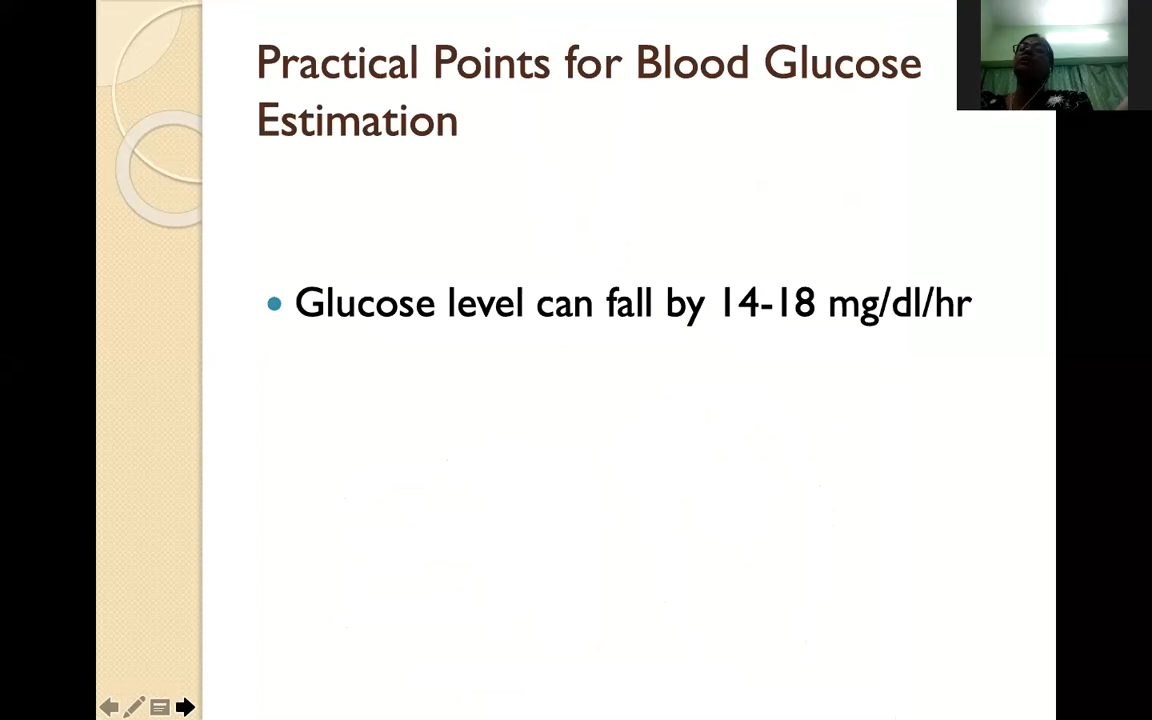 Practical Points for Blood Glucose
Estimation
• Glucose level can fall by 14-18 mg/dl/hr